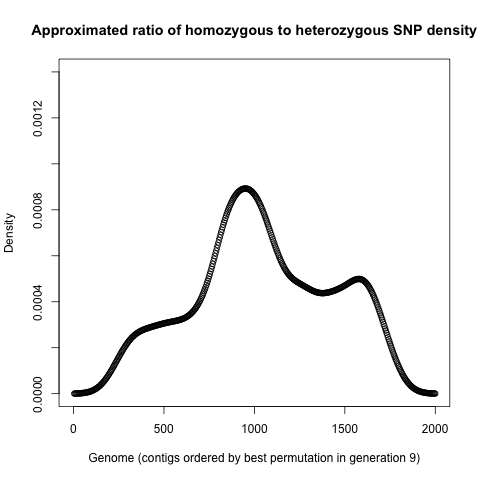 Approximated ratio of homozygous to heterozygous SNP density
Density
0.0012
0.0008
0.0004
0.0000
0 500 1000 1500 2000
Genome (contigs ordered by best permutation in generation 9)